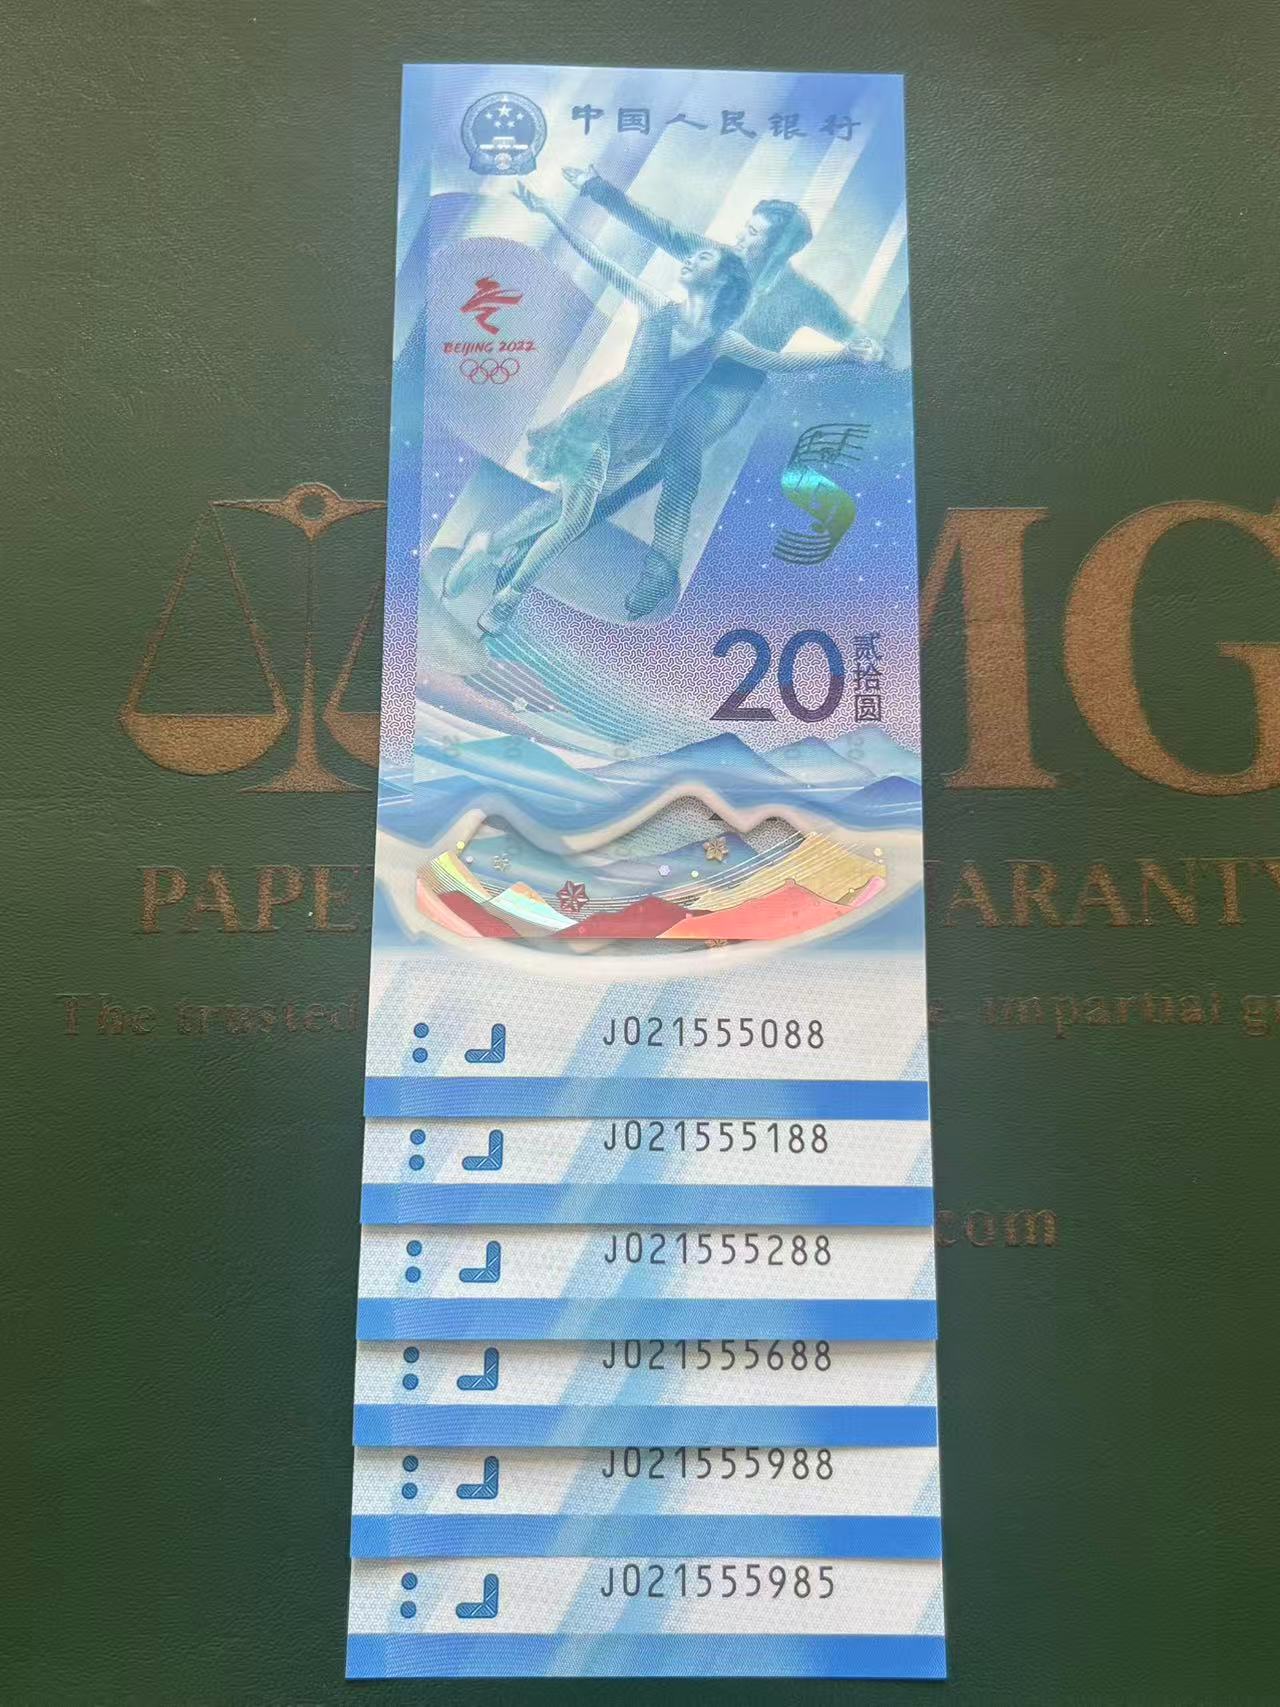 中国人民银行
BEIJING 2022
20 贰拾圆
MG
PAPE
ARANTY
The trusted
impartial g
J021555088
J021555188
.com
J021555288
J021555688
J021555988
J021555985